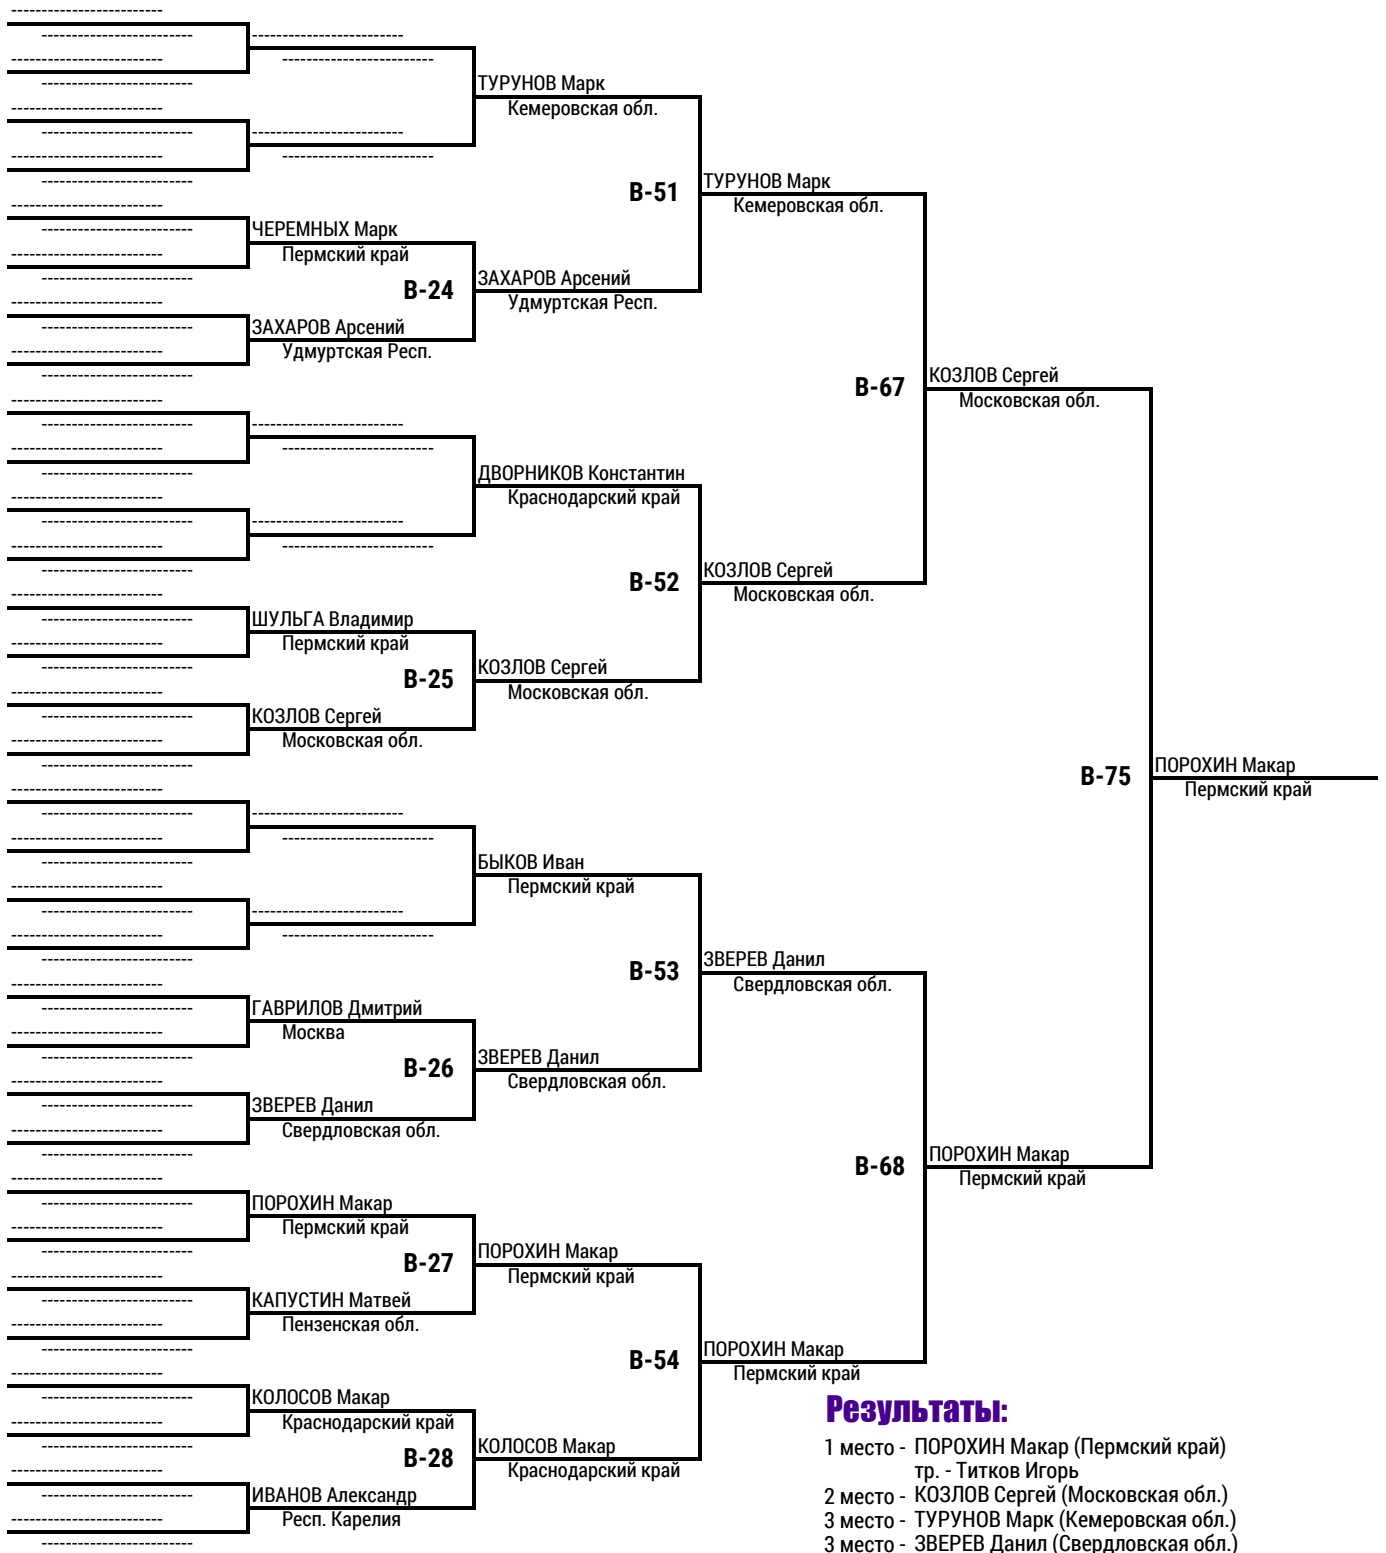 ТУРУНОВ Марк
Кемеровская обл.
B-51
ТУРУНОВ Марк
Кемеровская обл.
ЧЕРЕМНЫХ Марк
Пермский край
B-24
ЗАХАРОВ Арсений
Удмуртская Респ.
ЗАХАРОВ Арсений
Удмуртская Респ.
B-67
КОЗЛОВ Сергей
Московская обл.
ДВОРНИКОВ Константин
Краснодарский край
B-52
КОЗЛОВ Сергей
Московская обл.
ШУЛЬГА Владимир
Пермский край
B-25
КОЗЛОВ Сергей
Московская обл.
КОЗЛОВ Сергей
Московская обл.
B-75
ПОРОХИН Макар
Пермский край
БЫКОВ Иван
Пермский край
B-53
ЗВЕРЕВ Данил
Свердловская обл.
ГАВРИЛОВ Дмитрий
Москва
B-26
ЗВЕРЕВ Данил
Свердловская обл.
ЗВЕРЕВ Данил
Свердловская обл.
B-68
ПОРОХИН Макар
Пермский край
ПОРОХИН Макар
Пермский край
B-27
ПОРОХИН Макар
Пермский край
КАПУСТИН Матвей
Пензенская обл.
B-54
ПОРОХИН Макар
Пермский край
КОЛОСОВ Макар
Краснодарский край
B-28
КОЛОСОВ Макар
Краснодарский край
ИВАНОВ Александр
Респ. Карелия
Результаты:
1 место - ПОРОХИН Макар (Пермский край)
тр. - Титков Игорь
2 место - КОЗЛОВ Сергей (Московская обл.)
3 место - ТУРУНОВ Марк (Кемеровская обл.)
3 место - ЗВЕРЕВ Данил (Свердловская обл.)